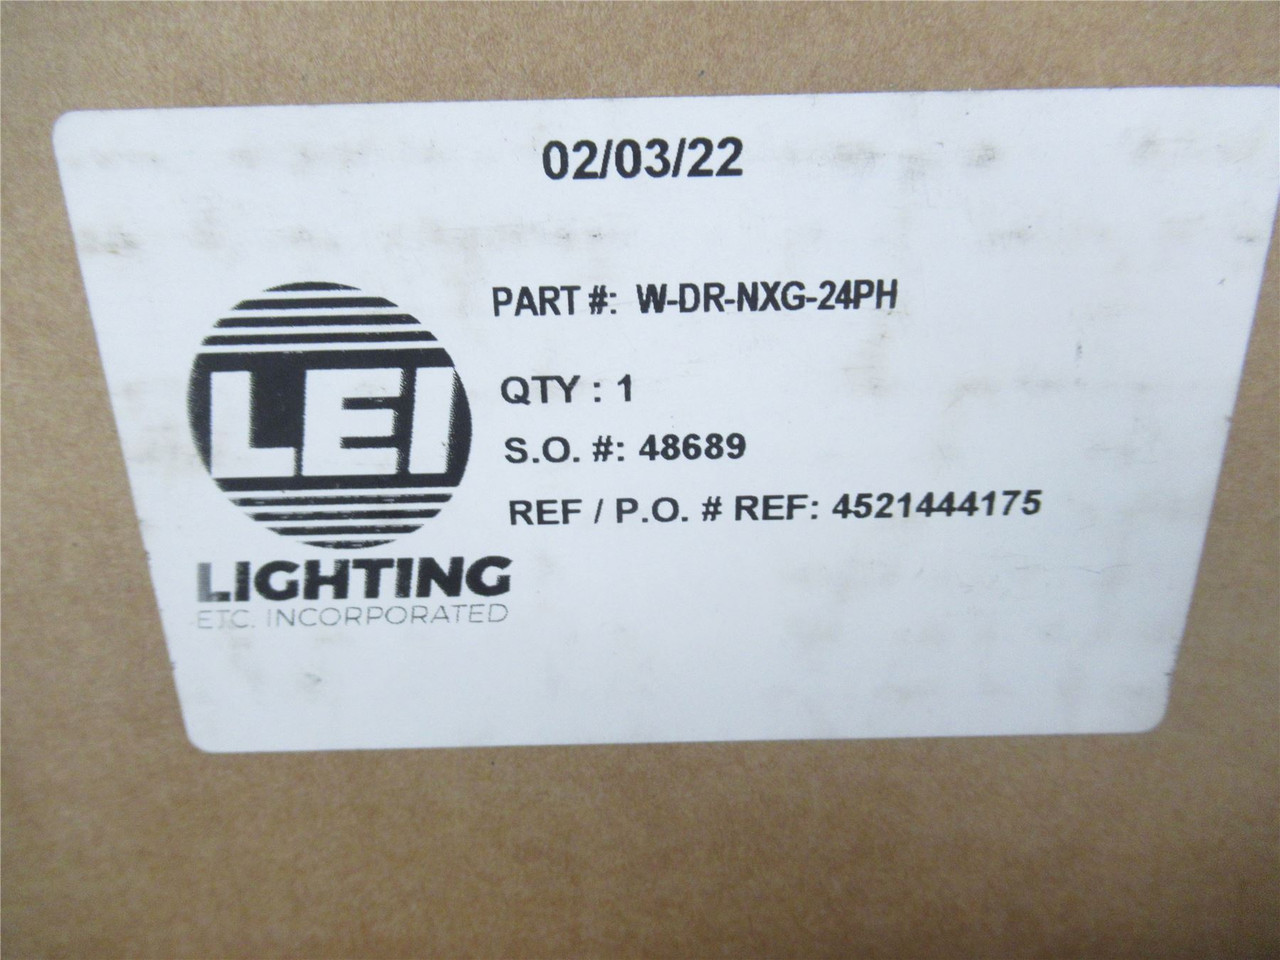 02/03/22
PART #: W-DR-NXG-24PH
QTY : 1
S.O. #: 48689
REF / P.O. # REF: 4521444175
LEI
LIGHTING
ETC. INCORPORATED